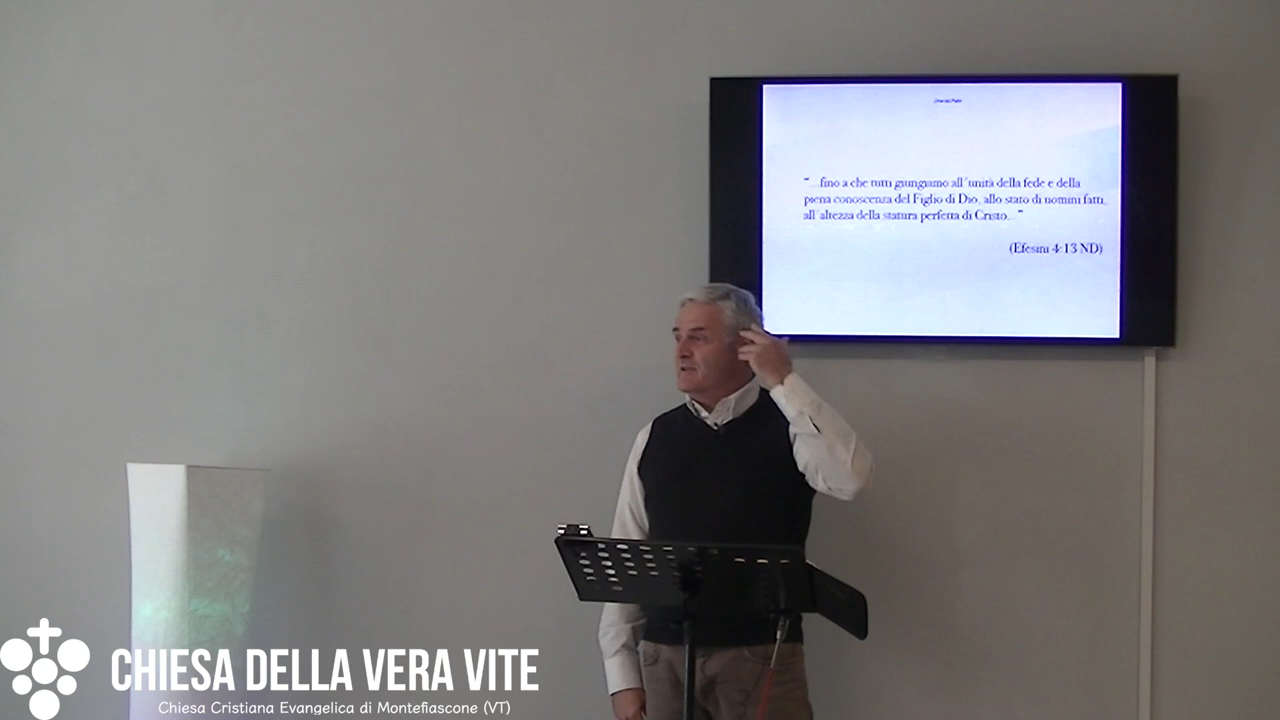 "...fino a che tutti giungiamo all'unità della fede e della
piena conoscenza del Figlio di Dio, allo stato di uomini fatti,
all'altezza della statura perfetta di Cristo..."
(Efesini 4:13 ND)
CHIESA DELLA VERA VITE
Chiesa Cristiana Evangelica di Montefiascone (VT)